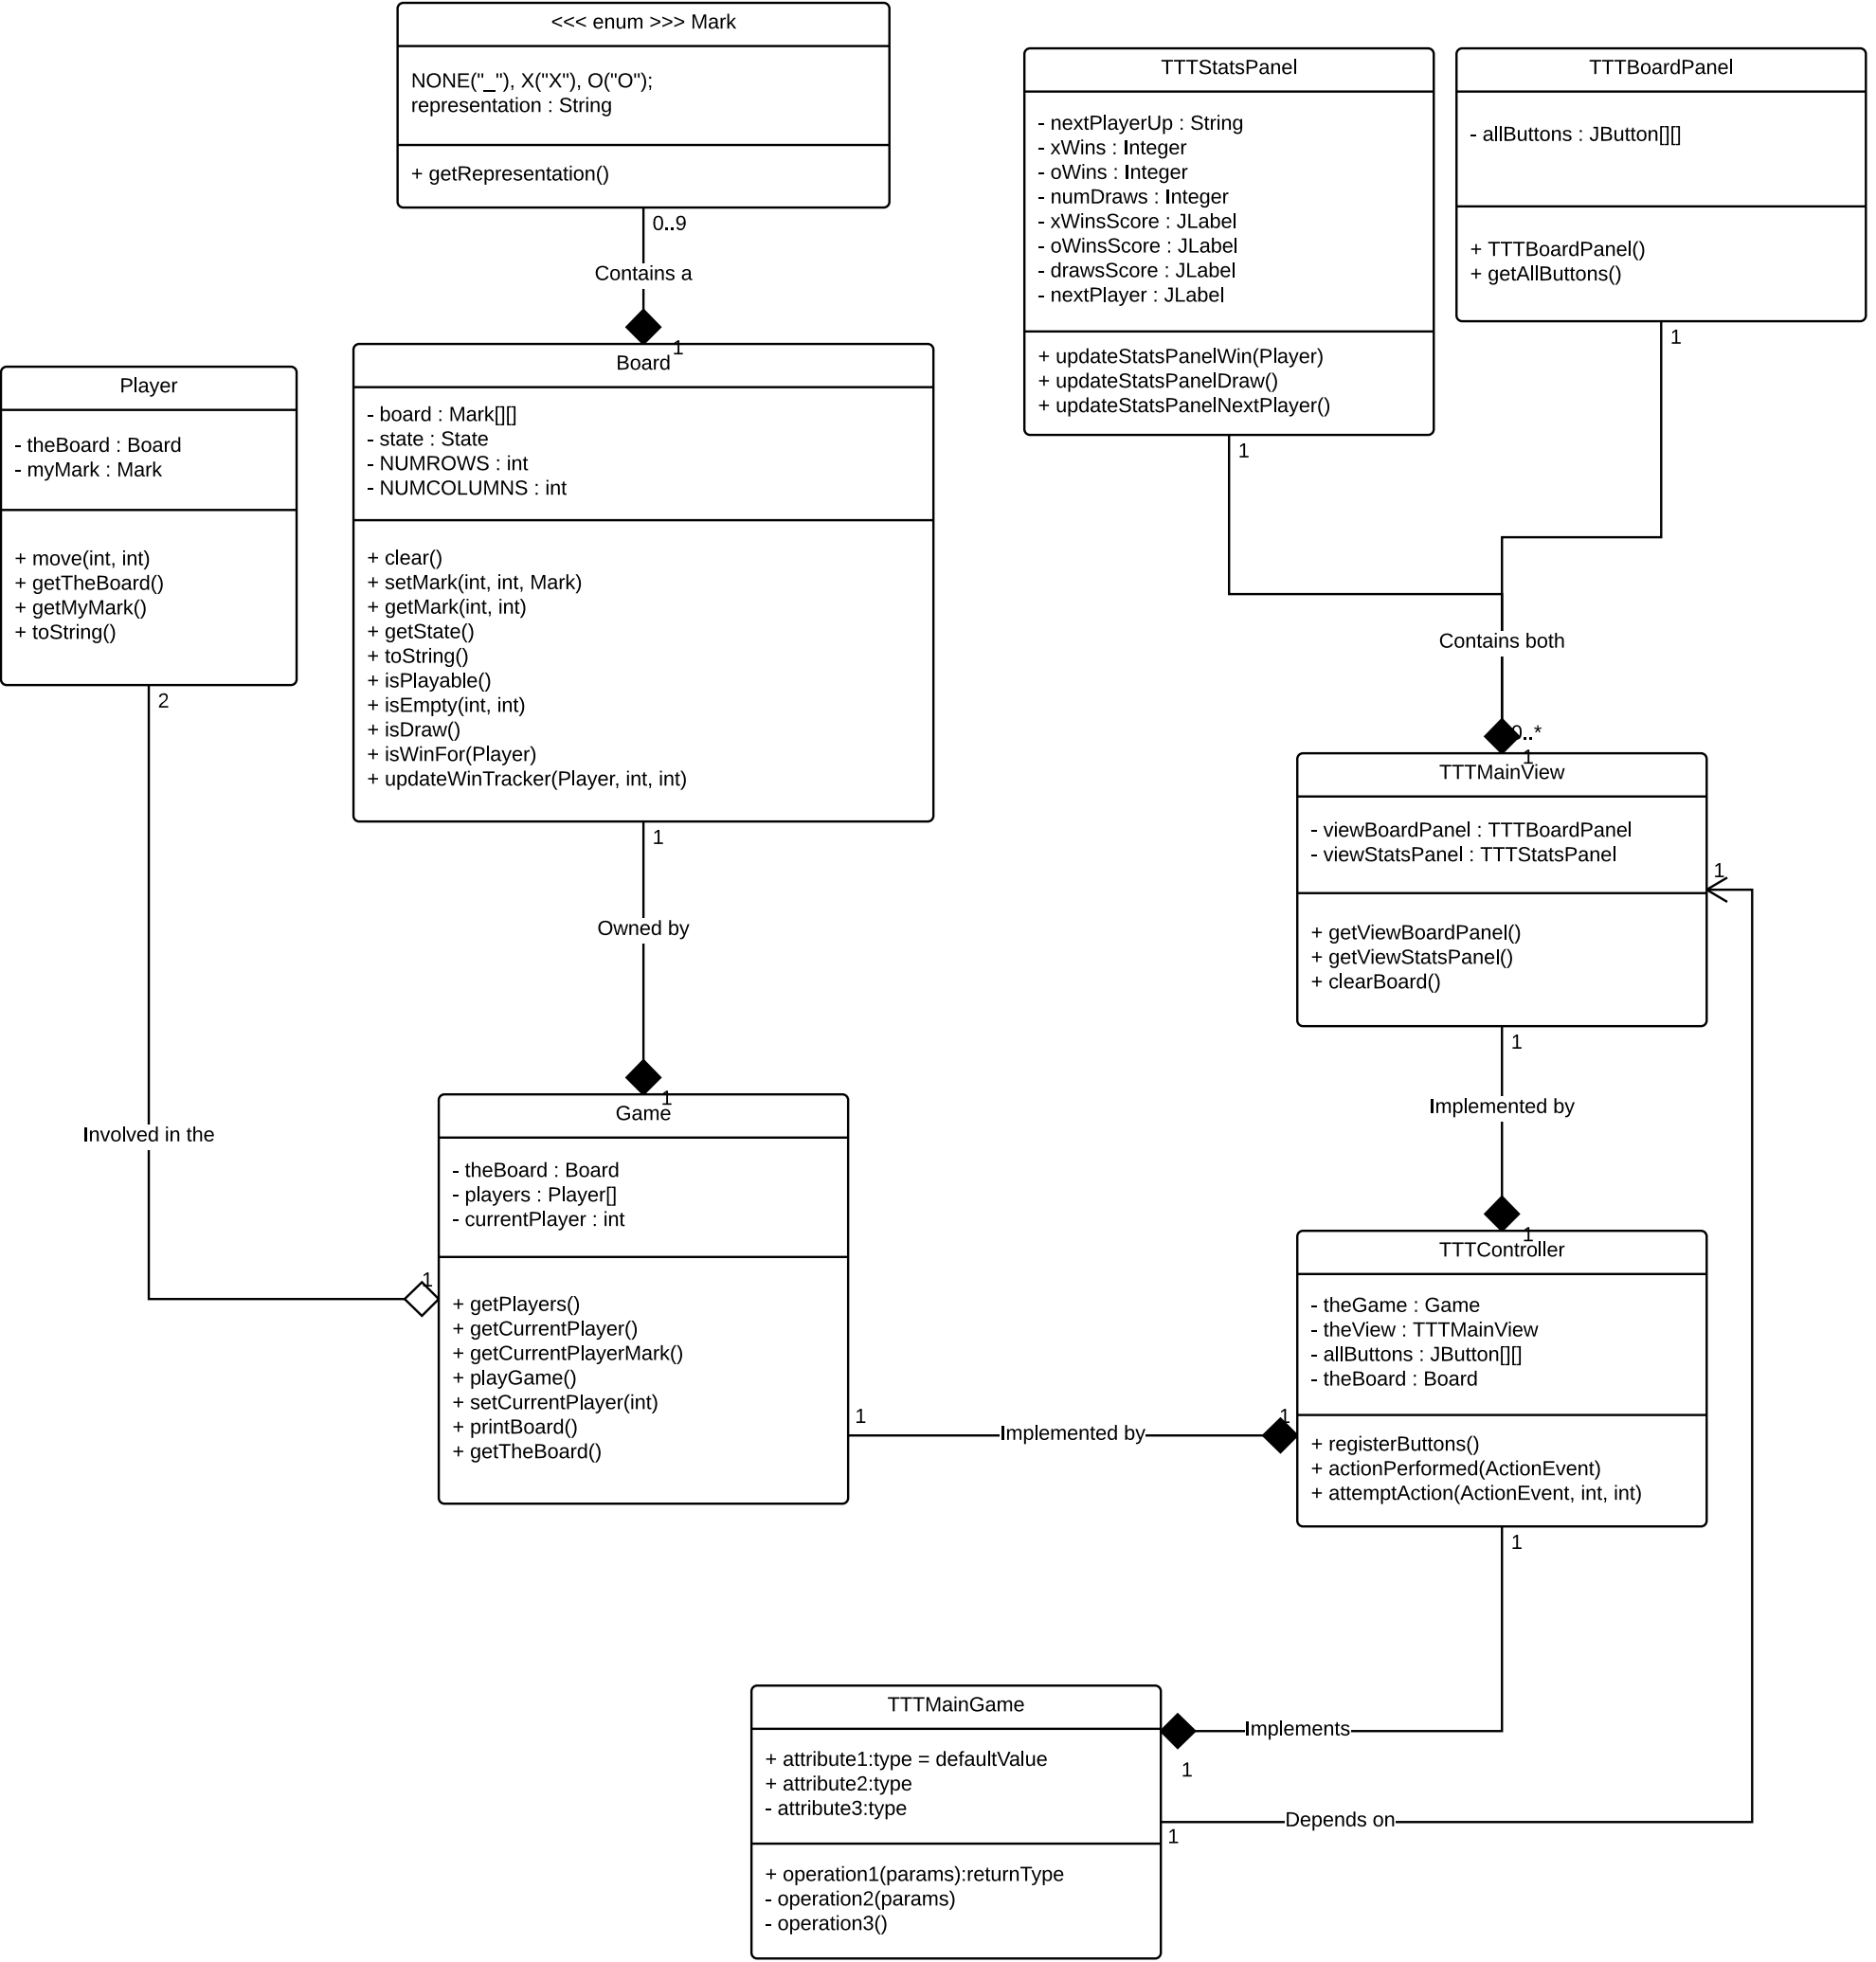 <<< enum >>> Mark
NONE("_"), X("X"), O("O");
representation : String
+ getRepresentation()
0..9
Contains a
1
Board
- board : Mark[][]
- state : State
- NUMROWS : int
- NUMCOLUMNS : int
+ clear()
+ setMark(int, int, Mark)
+ getMark(int, int)
+ getState()
+ toString()
+ isPlayable()
+ isEmpty(int, int)
+ isDraw()
+ isWinFor(Player)
+ updateWinTracker(Player, int, int)
1
Owned by
1
Player
- theBoard : Board
- myMark : Mark
+ move(int, int)
+ getTheBoard()
+ getMyMark()
+ toString()
2
Involved in the
1
Game
- theBoard : Board
- players : Player[]
- currentPlayer : int
+ getPlayers()
+ getCurrentPlayer()
+ getCurrentPlayerMark()
+ playGame()
+ setCurrentPlayer(int)
+ printBoard()
+ getTheBoard()
1
Implemented by
1
TTTStatsPanel
- nextPlayerUp : String
- xWins : Integer
- oWins : Integer
- numDraws : Integer
- xWinsScore : JLabel
- oWinsScore : JLabel
- drawsScore : JLabel
- nextPlayer : JLabel
+ updateStatsPanelWin(Player)
+ updateStatsPanelDraw()
+ updateStatsPanelNextPlayer()
1
TTTBoardPanel
- allButtons : JButton[][]
+ TTTBoardPanel()
+ getAllButtons()
1
Contains both
0..*
1
TTTMainView
- viewBoardPanel : TTTBoardPanel
- viewStatsPanel : TTTStatsPanel
1
+ getViewBoardPanel()
+ getViewStatsPanel()
+ clearBoard()
1
Implemented by
1
TTTController
- theGame : Game
- theView : TTTMainView
- allButtons : JButton[][]
- theBoard : Board
+ registerButtons()
+ actionPerformed(ActionEvent)
+ attemptAction(ActionEvent, int, int)
1
Implements
1
TTTMainGame
+ attribute1:type = defaultValue
+ attribute2:type
- attribute3:type
+ operation1(params):returnType
- operation2(params)
- operation3()
Depends on
1